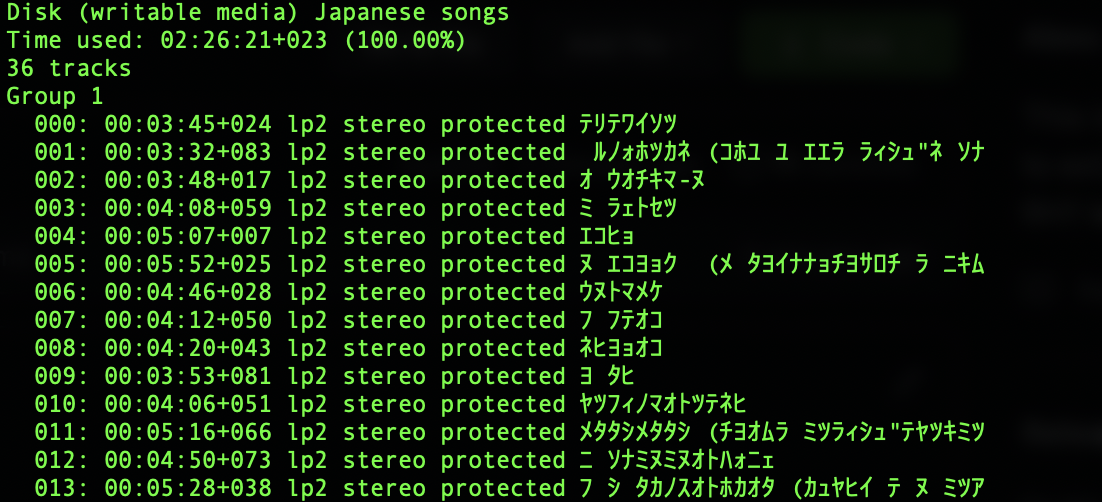 Disk (writable media) Japanese songs
Time used: 02:26:21+023 (100.00%)
36 tracks
Group 1
000: 00:03:45+024 lp2 stereo protected テリテワイソツ
001: 00:03:32+083 lp2 stereo protected ルノォホツカネ (コホユ ユ エエラ ラィシュ"ネ ソナ
002: 00:03:48+017 lp2 stereo protected オ ウオチキマ-ヌ
003: 00:04:08+059 lp2 stereo protected ミ ラェトセツ
004: 00:05:07+007 lp2 stereo protected エコヒョ
005: 00:05:52+025 lp2 stereo protected ヌ エコヨョク (メ タヨイナナョチヨサロチ ラ ニキム
006: 00:04:46+028 lp2 stereo protected ウヌトマメケ
007: 00:04:12+050 lp2 stereo protected フ フテオコ
008: 00:04:20+043 lp2 stereo protected ネヒヨョオコ
009: 00:03:53+081 lp2 stereo protected ヨ タヒ
010: 00:04:06+051 lp2 stereo protected ヤツフィノマオトツテネヒ
011: 00:05:16+066 lp2 stereo protected メタタシメタタシ (チヨオムラ ミツラィシュ"テヤツキミツ
012: 00:04:50+073 lp2 stereo protected ニ ソナミヌミヌオトハォニェ
013: 00:05:28+038 lp2 stereo protected フ シ タカノスオトホカオタ (カュヤヒイ テ ヌ ミツア